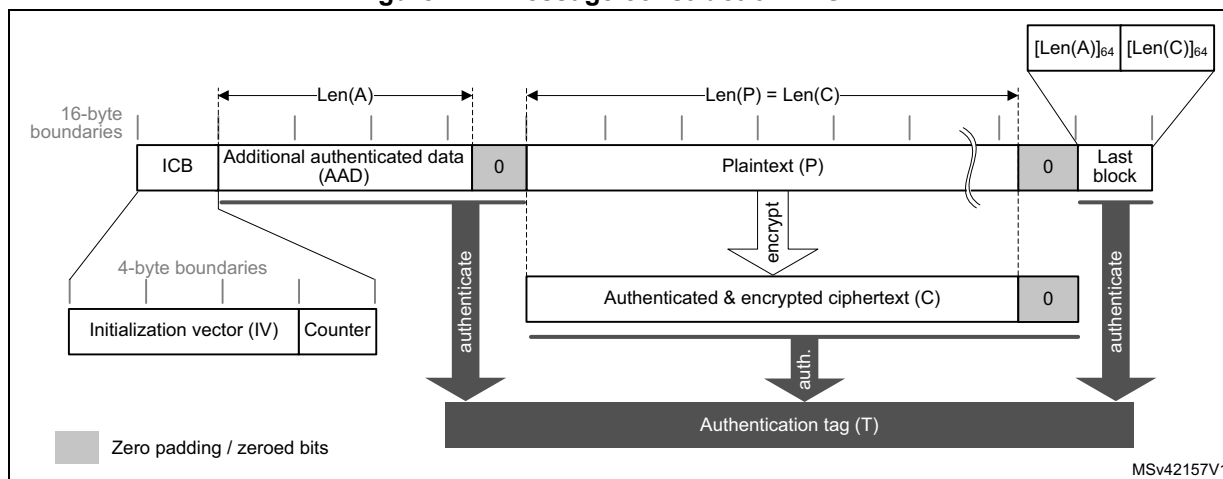 [Len(A)]64 [Len(C)]64
Len(A)
Len(P) = Len(C)
16-byte
boundaries
ICB
Additional authenticated data
(AAD)
0
Plaintext (P)
0
Last
block
encrypt
4-byte boundaries
Initialization vector (IV)
Counter
authenticate
Authenticated & encrypted ciphertext (C)
0
auth.
authenticate
Authentication tag (T)
Zero padding / zeroed bits
MSv42157V1